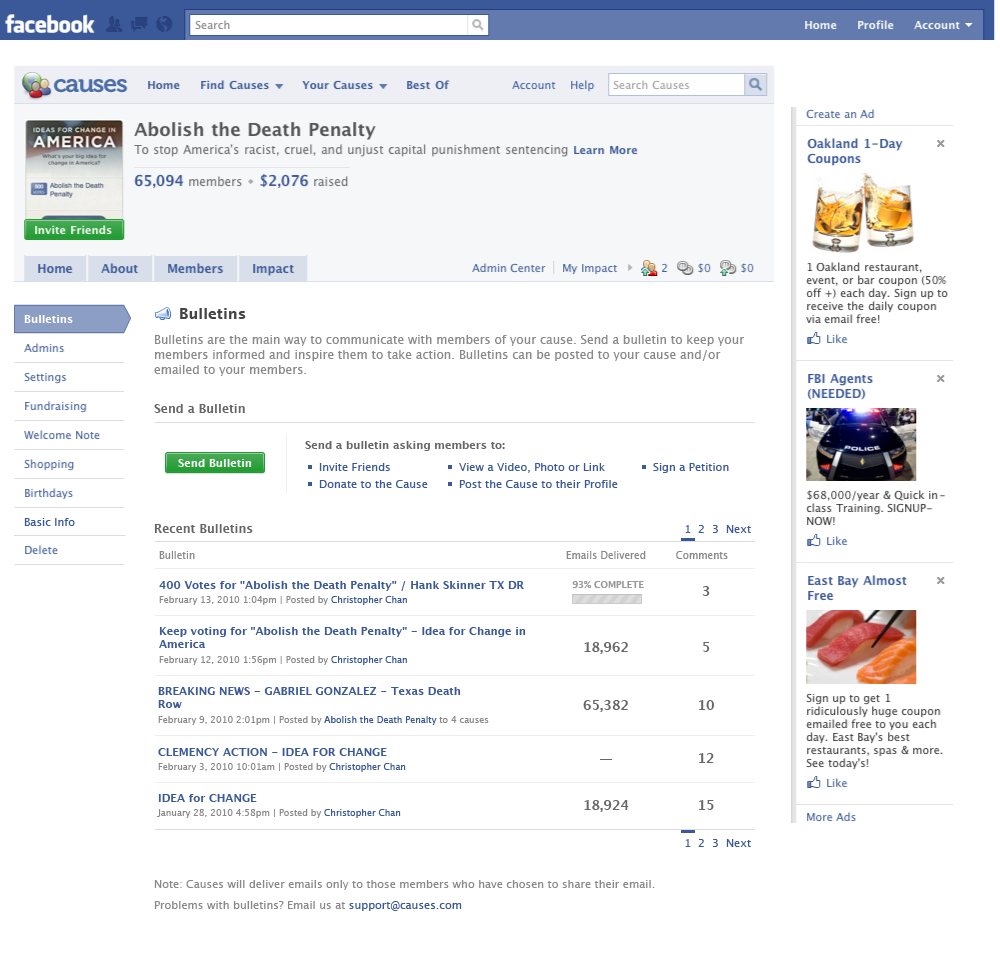 facebook
Search
Home Profile Account
causes
Home Find Causes Your Causes Best Of
Account Help Search Causes
IDEAS FOR CHANGE IN
AMERICA
What's your big idea for
change in America?
Abolish the Death
Penalty
Invite Friends
Abolish the Death Penalty
To stop America's racist, cruel, and unjust capital punishment sentencing Learn More
65,094 members • $2,076 raised
Home About Members Impact
Admin Center My Impact 2 $0 $0
Bulletins
Admins
Settings
Fundraising
Welcome Note
Shopping
Birthdays
Basic Info
Delete
Bulletins
Bulletins are the main way to communicate with members of your cause. Send a bulletin to keep your
members informed and inspire them to take action. Bulletins can be posted to your cause and/or
emailed to your members.
Send a Bulletin
Send Bulletin
Send a bulletin asking members to:
Invite Friends View a Video, Photo or Link Sign a Petition
Donate to the Cause Post the Cause to their Profile
Recent Bulletins 1 2 3 Next
Bulletin Emails Delivered Comments
400 Votes for "Abolish the Death Penalty" / Hank Skinner TX DR
February 13, 2010 1:04pm | Posted by Christopher Chan
93% COMPLETE
3
Keep voting for "Abolish the Death Penalty" - Idea for Change in
America
February 12, 2010 1:56pm | Posted by Christopher Chan
18,962 5
BREAKING NEWS - GABRIEL GONZALEZ - Texas Death
Row
February 9, 2010 2:01pm | Posted by Abolish the Death Penalty to 4 causes
65,382 10
CLEMENCY ACTION - IDEA FOR CHANGE
February 3, 2010 10:01am | Posted by Christopher Chan
— 12
IDEA for CHANGE
January 28, 2010 4:58pm | Posted by Christopher Chan
18,924 15
1 2 3 Next
Note: Causes will deliver emails only to those members who have chosen to share their email.
Problems with bulletins? Email us at support@causes.com
Create an Ad
Oakland 1-Day
Coupons
1 Oakland restaurant,
event, or bar coupon (50%
off +) each day. Sign up to
receive the daily coupon
via email free!
Like
FBI Agents
(NEEDED)
POLICE
$68,000/year & Quick in-
class Training. SIGNUP-
NOW!
Like
East Bay Almost
Free
Sign up to get 1
ridiculously huge coupon
emailed free to you each
day. East Bay's best
restaurants, spas & more.
See today's!
Like
More Ads